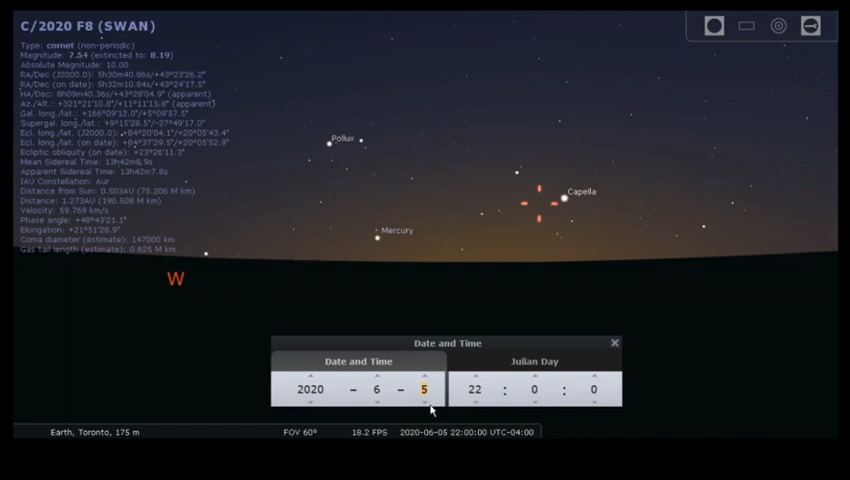 C/2020 F8 (SWAN)
Type: comet (non-periodic)
Magnitude: 7.54 (extincted to: 8.19)
Absolute Magnitude: 10.00
RA/Dec (J2000.0): 5h30m40.86s/+43°23'26.2"
RA/Dec (on date): 5h32m10.84s/+43°24'17.5"
HA/Dec: 8h09m40.36s/+43°28'04.9" (apparent)
Az./Alt.: +321°21'10.8"/+11°11'11.8" (apparent)
Gal. long./lat.: +166°09'12.0"/+5°09'57.5"
Supergal. long./lat.: +9°15'28.5"/-27°49'17.0"
Ecl. long./lat. (J2000.0): +84°20'04.1"/+20°05'43.4"
Ecl. long./lat. (on date): +84°37'29.5"/+20°05'52.9"
Ecliptic obliquity (on date): +23°26'11.3"
Mean Sidereal Time: 13h42m8.9s
Apparent Sidereal Time: 13h42m7.8s
IAU Constellation: Aur
Distance from Sun: 0.503AU (75.206 M km)
Distance: 1.273AU (190.508 M km)
Velocity: 59.769 km/s
Phase angle: +48°43'21.1"
Elongation: +21°51'28.9"
Coma diameter (estimate): 147000 km
Gas tail length (estimate): 0.625 M km
Pollux
Capella
Mercury
W
Date and Time
Date and Time Julian Day
2020 – 6 – 5 22 : 0 : 0
Earth, Toronto, 175 m FOV 60° 18.2 FPS 2020-06-05 22:00:00 UTC-04:00